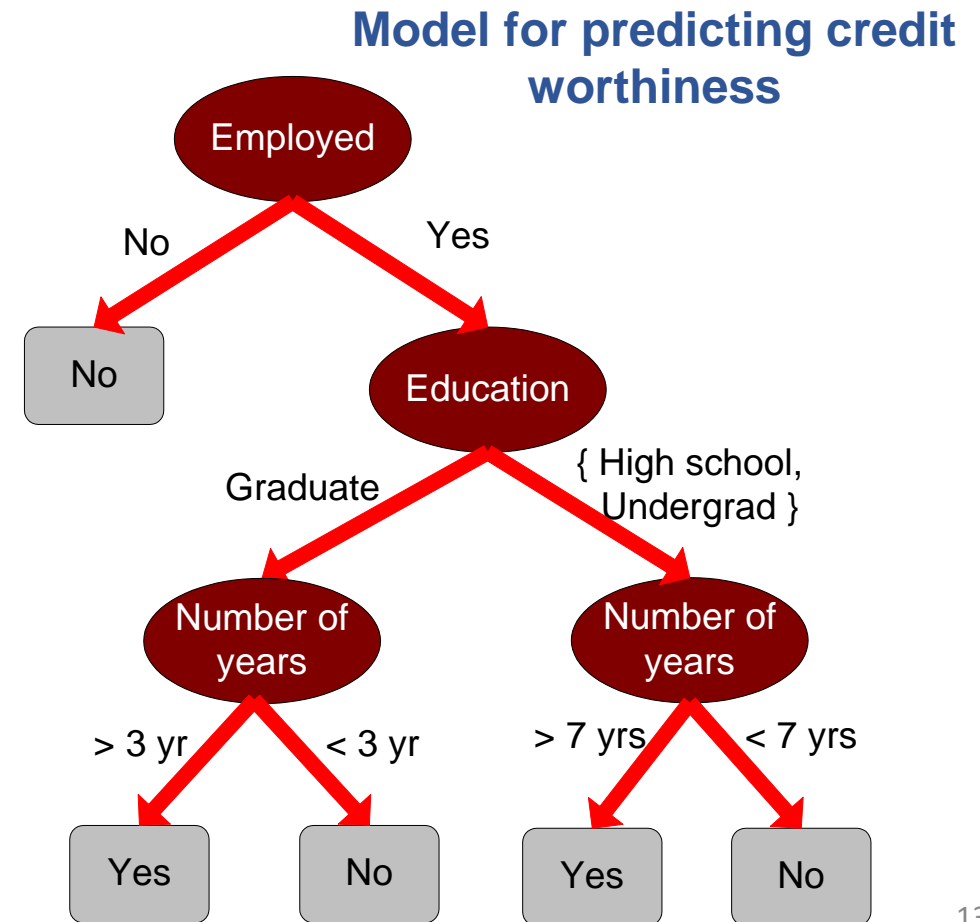 Model for predicting credit
worthiness
Employed
No
Yes
No
Education
Graduate
{ High school,
Undergrad }
Number of
years
Number of
years
> 3 yr
< 3 yr
> 7 yrs
< 7 yrs
Yes
No
Yes
No